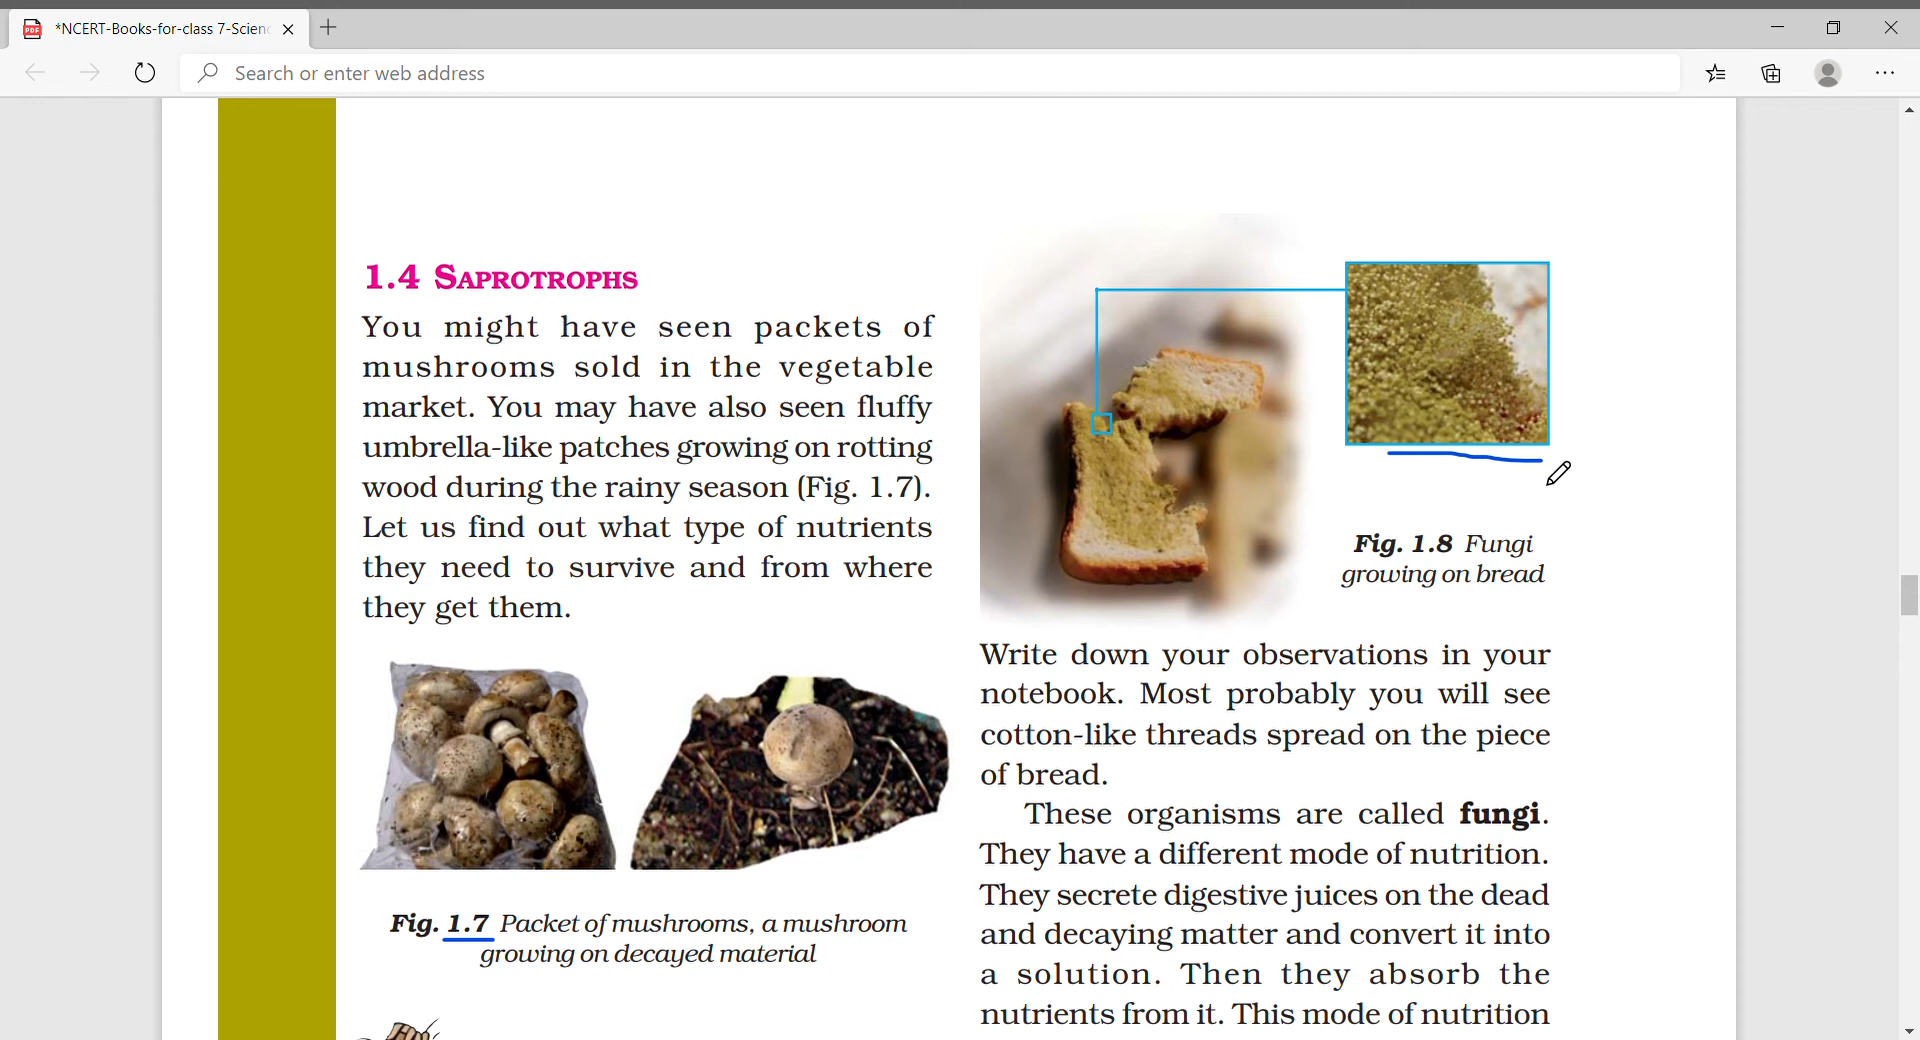 *NCERT-Books-for-class 7-Scien
Search or enter web address
1.4 SAPROTROPHS
You might have seen packets of
mushrooms sold in the vegetable
market. You may have also seen fluffy
umbrella-like patches growing on rotting
wood during the rainy season (Fig. 1.7).
Let us find out what type of nutrients
they need to survive and from where
they get them.
Fig. 1.7 Packet of mushrooms, a mushroom
growing on decayed material
Fig. 1.8 Fungi
growing on bread
Write down your observations in your
notebook. Most probably you will see
cotton-like threads spread on the piece
of bread.
These organisms are called fungi.
They have a different mode of nutrition.
They secrete digestive juices on the dead
and decaying matter and convert it into
a solution. Then they absorb the
nutrients from it. This mode of nutrition